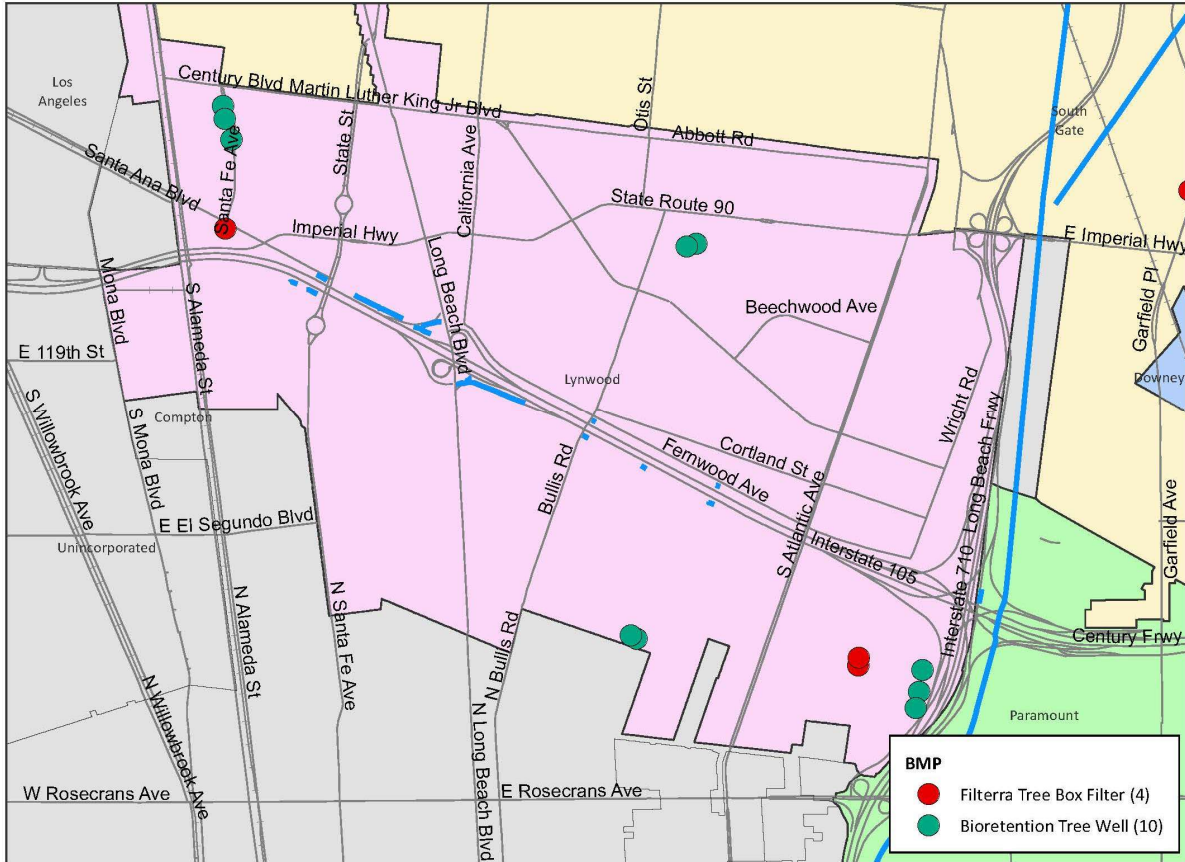 Los
Angeles
Century Blvd Martin Luther King Jr Blvd
Otis St
Abbott Rd
South
Gate
Santa Ana Blvd
Santa Fe Ave
State St
California Ave
State Route 90
Imperial Hwy
E Imperial Hwy
Mona Blvd
S Alameda St
Long Beach Blvd
Beechwood Ave
Garfield Pl
E 119th St
Lynwood
Downey
S Willowbrook Ave
S Mona Blvd
Compton
Wright Rd
Long Beach Frwy
Cortland St
Fernwood Ave
Bullis Rd
S Atlantic Ave
E El Segundo Blvd
Unincorporated
Interstate 105
Interstate 710
Garfield Ave
N Alameda St
N Santa Fe Ave
N Bullis Rd
Century Frwy
N Willowbrook Ave
N Long Beach Blvd
Paramount
W Rosecrans Ave
E Rosecrans Ave
BMP
Filterra Tree Box Filter (4)
Bioretention Tree Well (10)